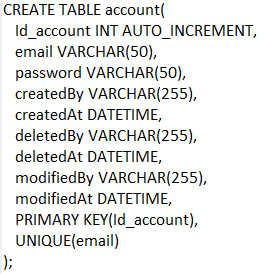 CREATE TABLE account(
Id_account INT AUTO_INCREMENT,
email VARCHAR(50),
password VARCHAR(50),
createdBy VARCHAR(255),
createdAt DATETIME,
deletedBy VARCHAR(255),
deletedAt DATETIME,
modifiedBy VARCHAR(255),
modifiedAt DATETIME,
PRIMARY KEY(Id_account),
UNIQUE(email)
);